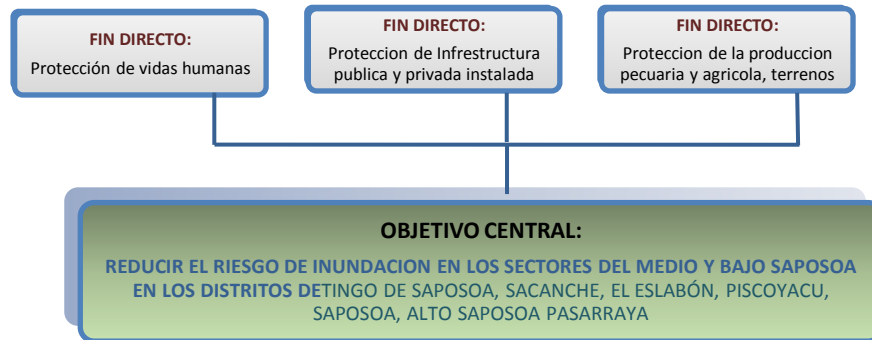 FIN DIRECTO:
Protección de vidas humanas
FIN DIRECTO:
Proteccion de Infrestructura
publica y privada instalada
FIN DIRECTO:
Proteccion de la produccion
pecuaria y agricola, terrenos
OBJETIVO CENTRAL:
REDUCIR EL RIESGO DE INUNDACION EN LOS SECTORES DEL MEDIO Y BAJO SAPOSOA
EN LOS DISTRITOS DETINGO DE SAPOSOA, SACANCHE, EL ESLABÓN, PISCOYACU,
SAPOSOA, ALTO SAPOSOA PASARRAYA